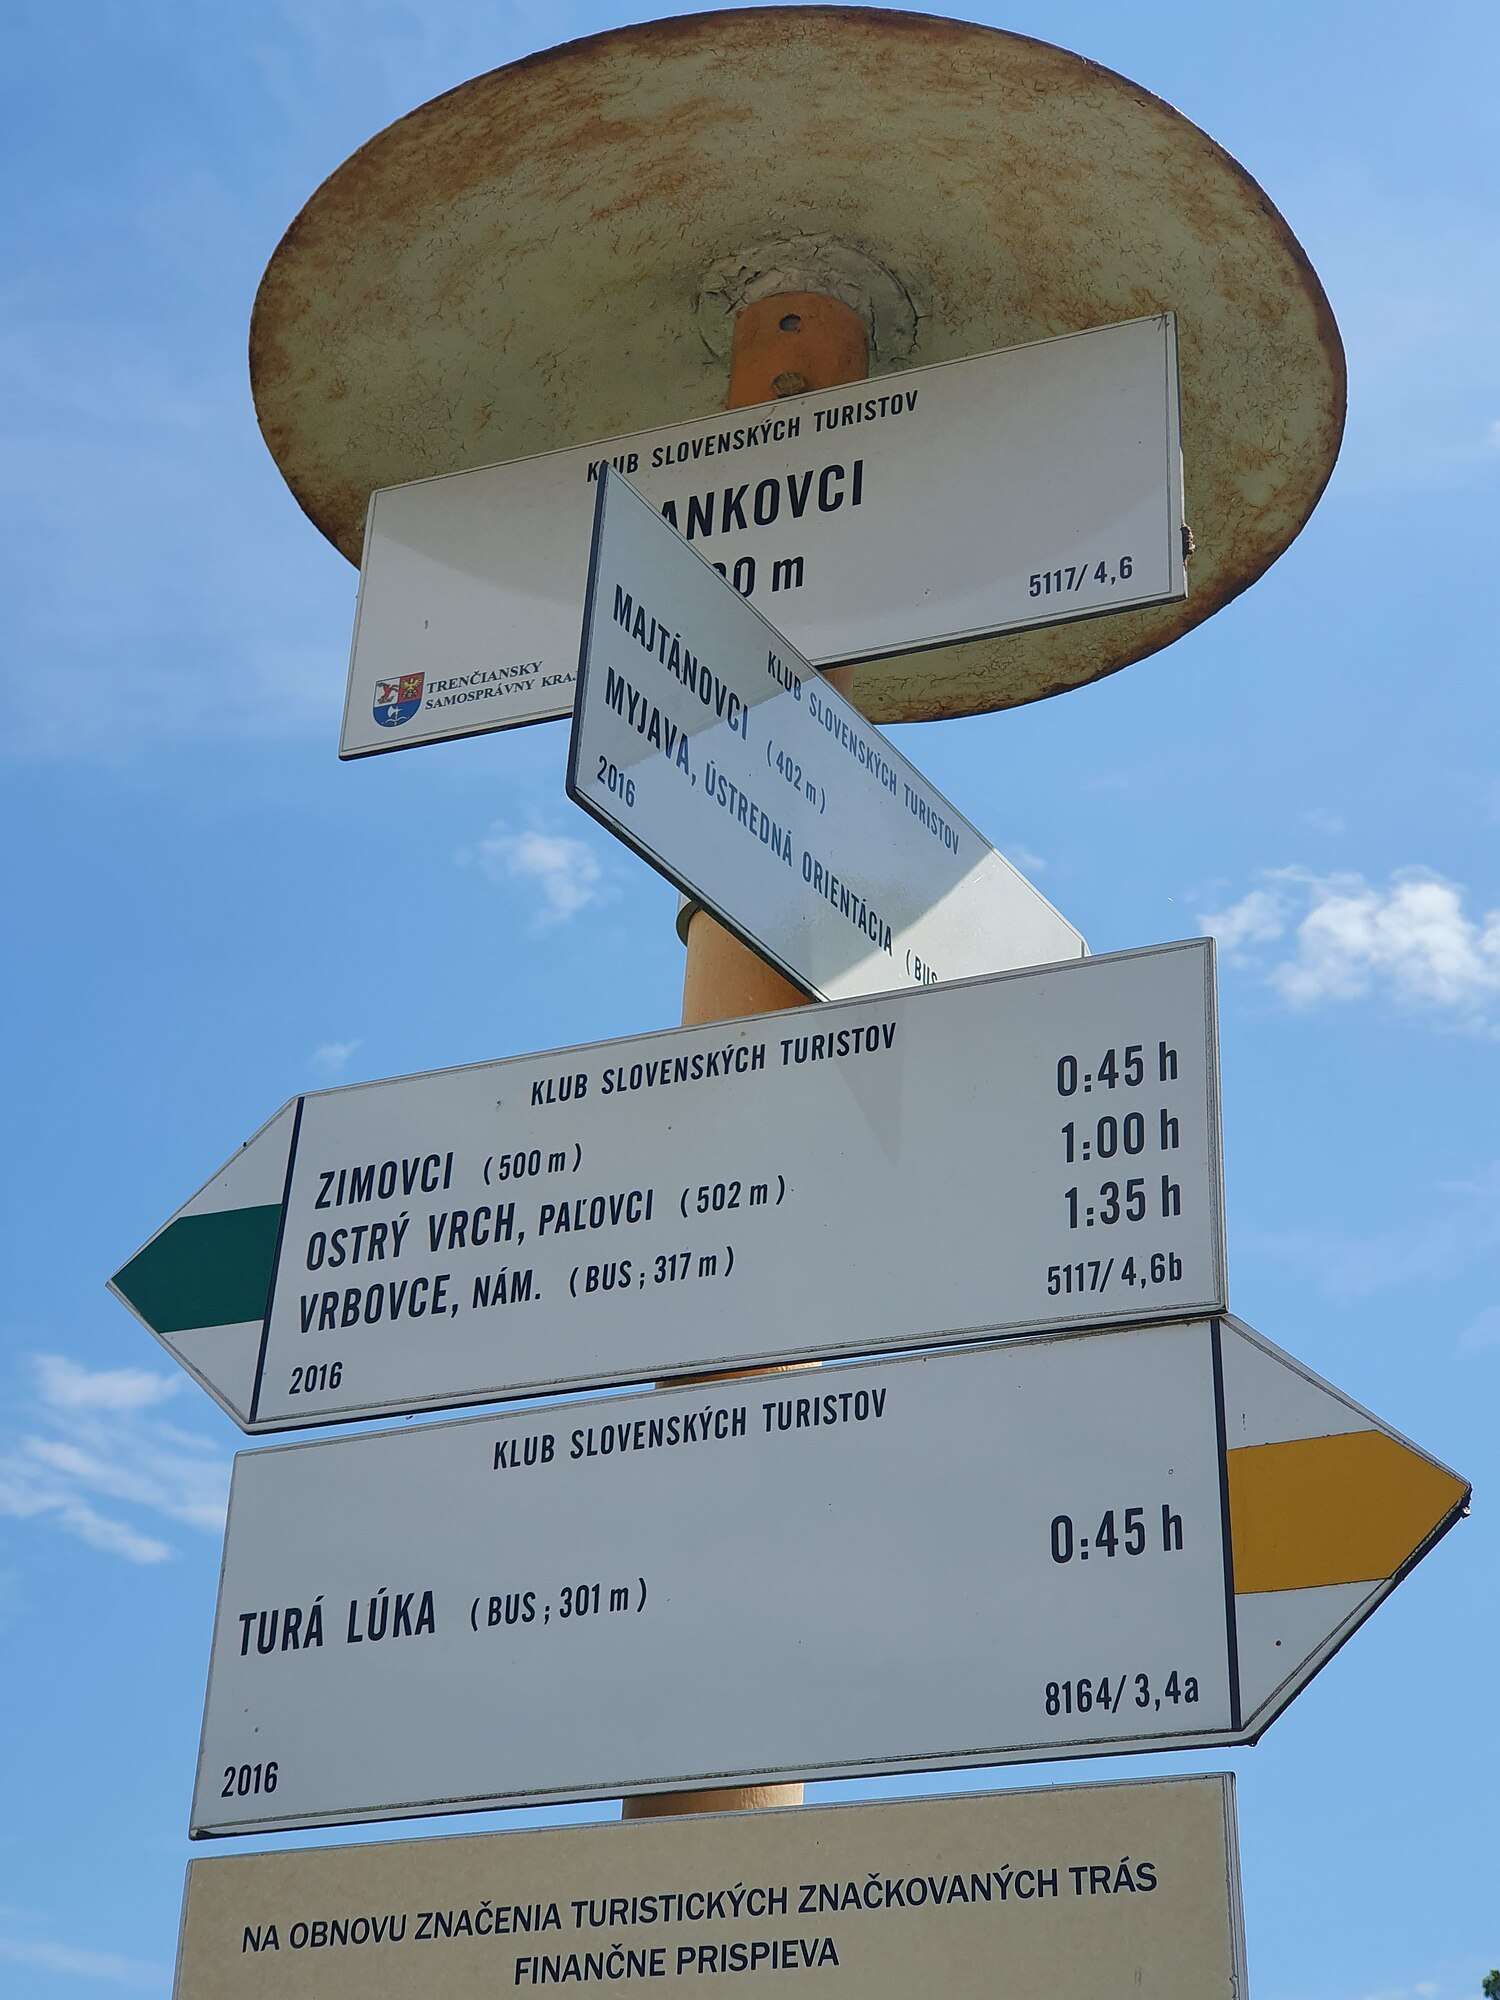 KLUB SLOVENSKÝCH TURISTOV
ANKOVCI
0 m
5117/4,6
TRENČIANSKY
SAMOSPRÁVNY KRAJ
KLUB SLOVENSKÝCH TURISTOV
MAJTÁNOVCI (402 m)
MYJAVA, ÚSTREDNÁ ORIENTÁCIA (BUS
2016
KLUB SLOVENSKÝCH TURISTOV
ZIMOVCI (500 m) 0:45 h
OSTRÝ VRCH, PAĽOVCI (502 m) 1:00 h
VRBOVCE, NÁM. (BUS ; 317 m) 1:35 h
5117/4,6b
2016
KLUB SLOVENSKÝCH TURISTOV
TURÁ LÚKA (BUS ; 301 m) 0:45 h
8164/3,4a
2016
NA OBNOVU ZNAČENIA TURISTICKÝCH ZNAČKOVANÝCH TRÁS
FINANČNE PRISPIEVA